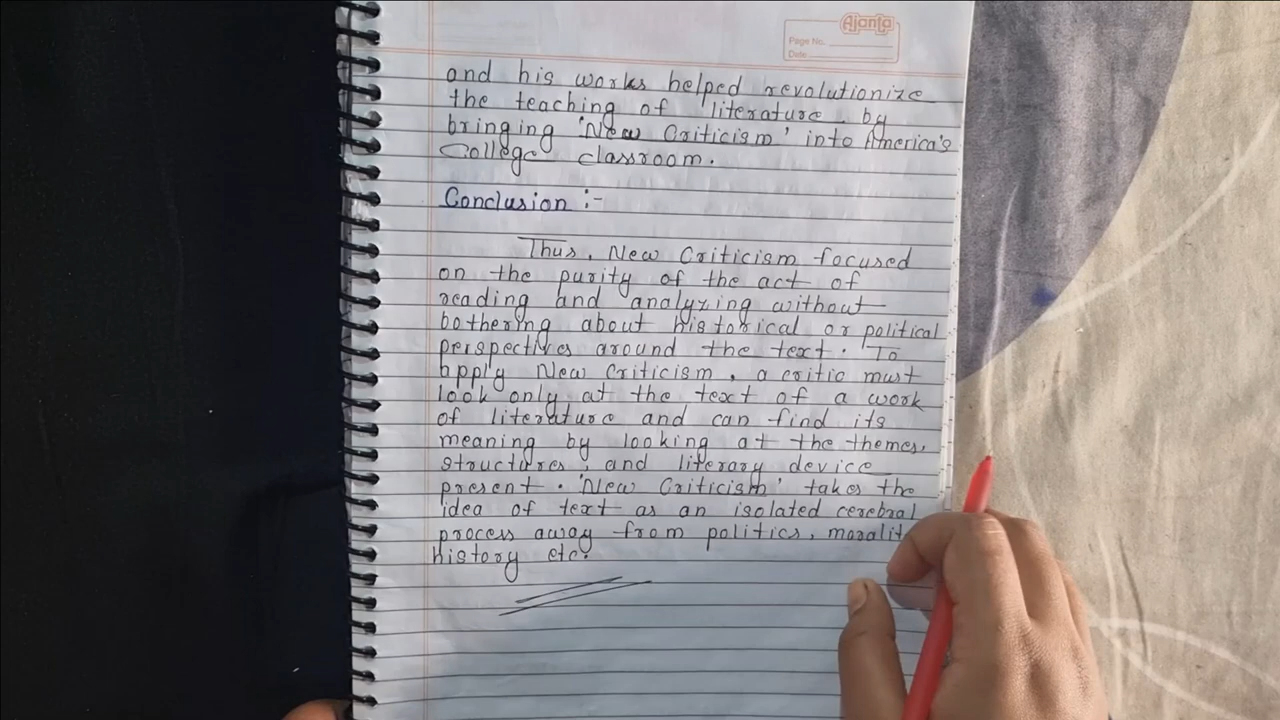 Ajanta
Page No.
Date
and his works helped revolutionize
the teaching of literature. by
bringing 'New Criticism' into America's
College classroom.
Conclusion :-
Thus, New Criticism focused
on the purity of the act of
reading and analyzing without
bothering about historical or political
perspectives around the text. To
apply New Criticism, a critic must
look only at the text of a work
of literature and can find its
meaning by looking at the themes,
structures, and literary device
present. 'New Criticism' takes the
idea of text as an isolated cerebral
process away from politics,
history etc.